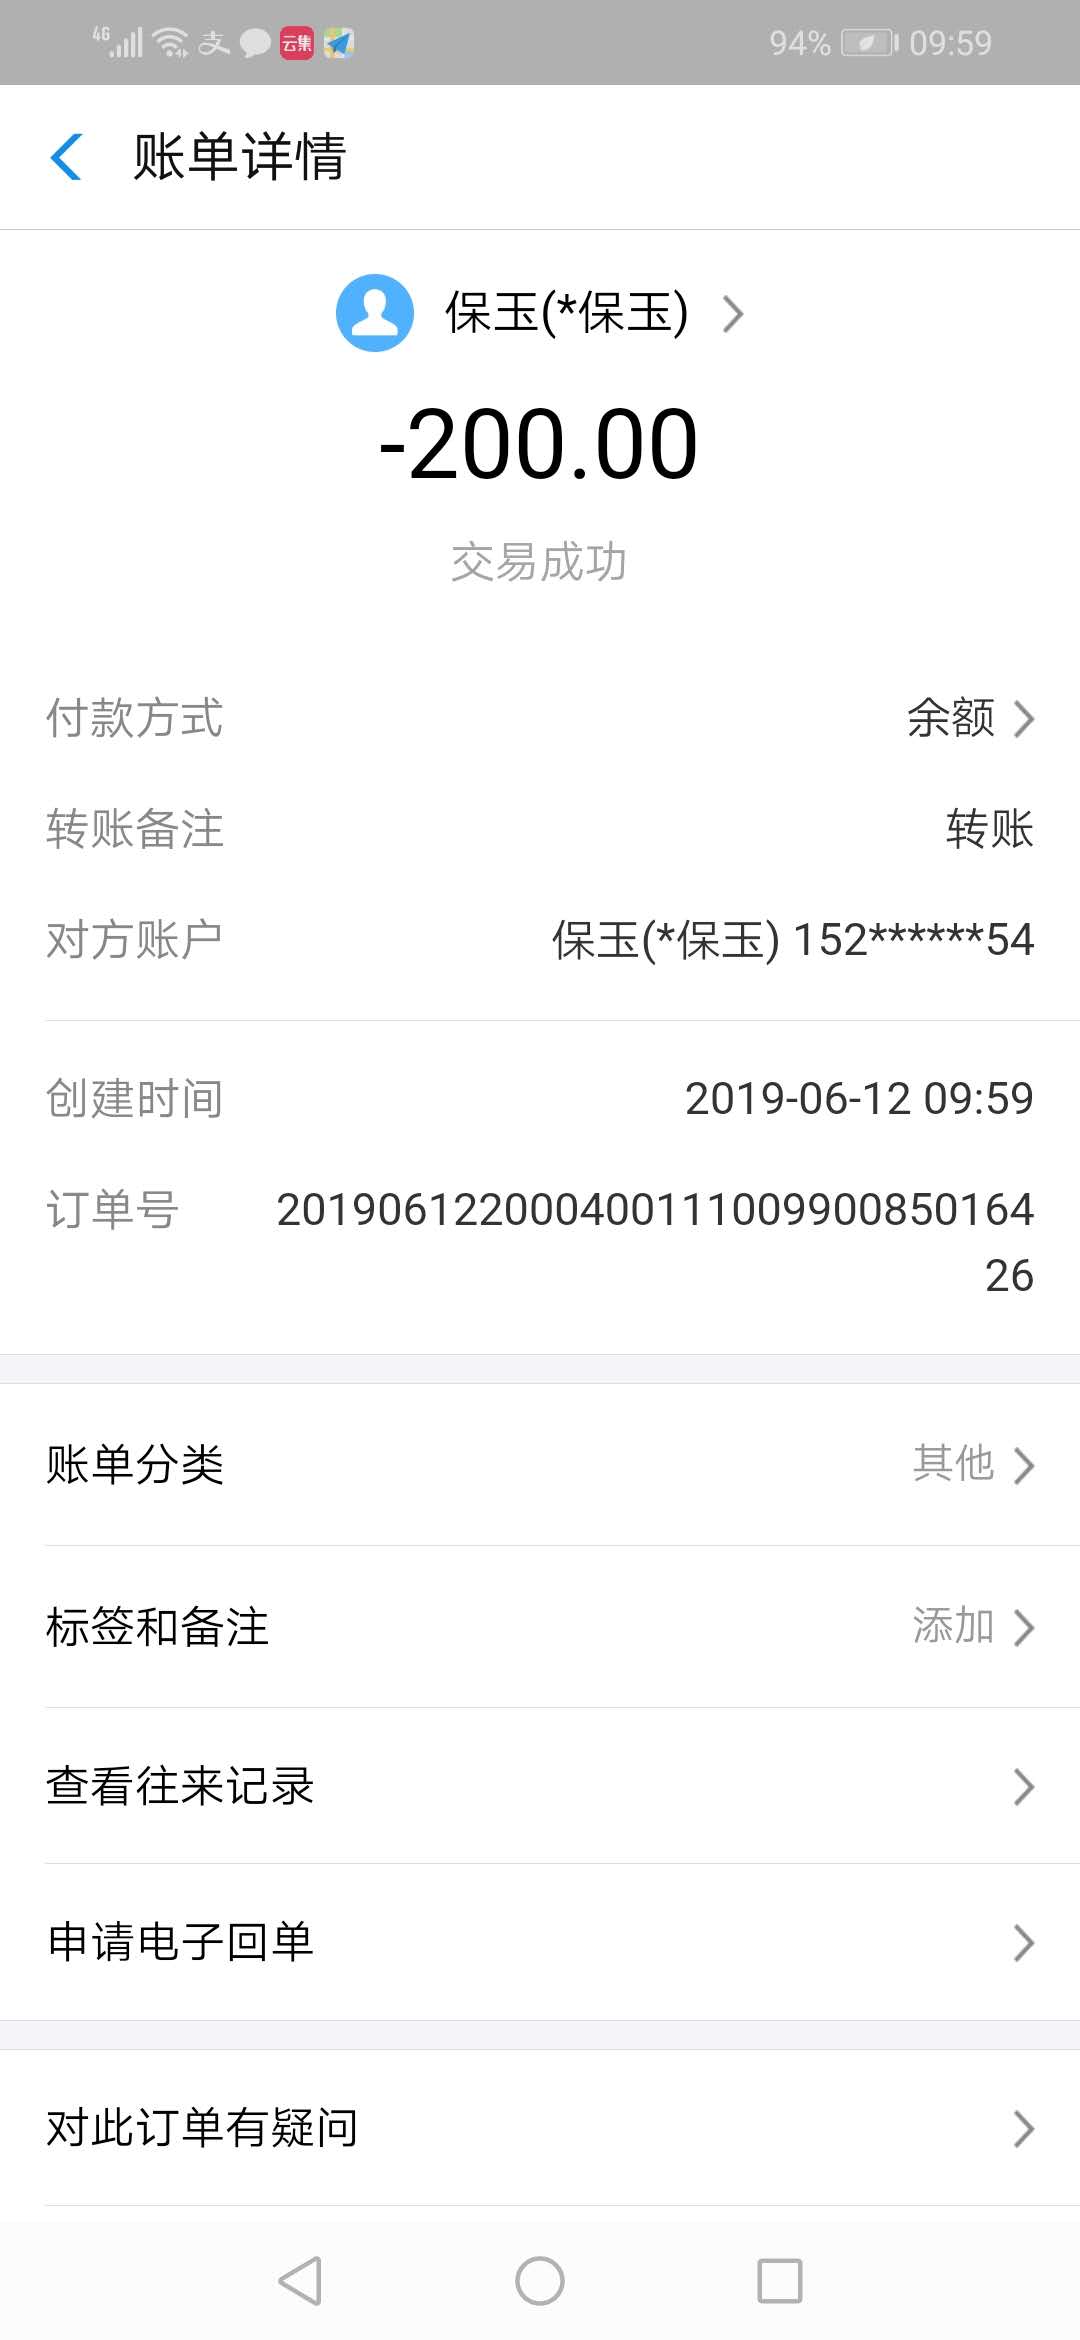 4G 支 云集 94% 09:59
账单详情
保玉(*保玉)
-200.00
交易成功
付款方式 余额
转账备注 转账
对方账户 保玉(*保玉) 152******54
创建时间 2019-06-12 09:59
订单号 201906122000400111009900850164
26
账单分类 其他
标签和备注 添加
查看往来记录
申请电子回单
对此订单有疑问